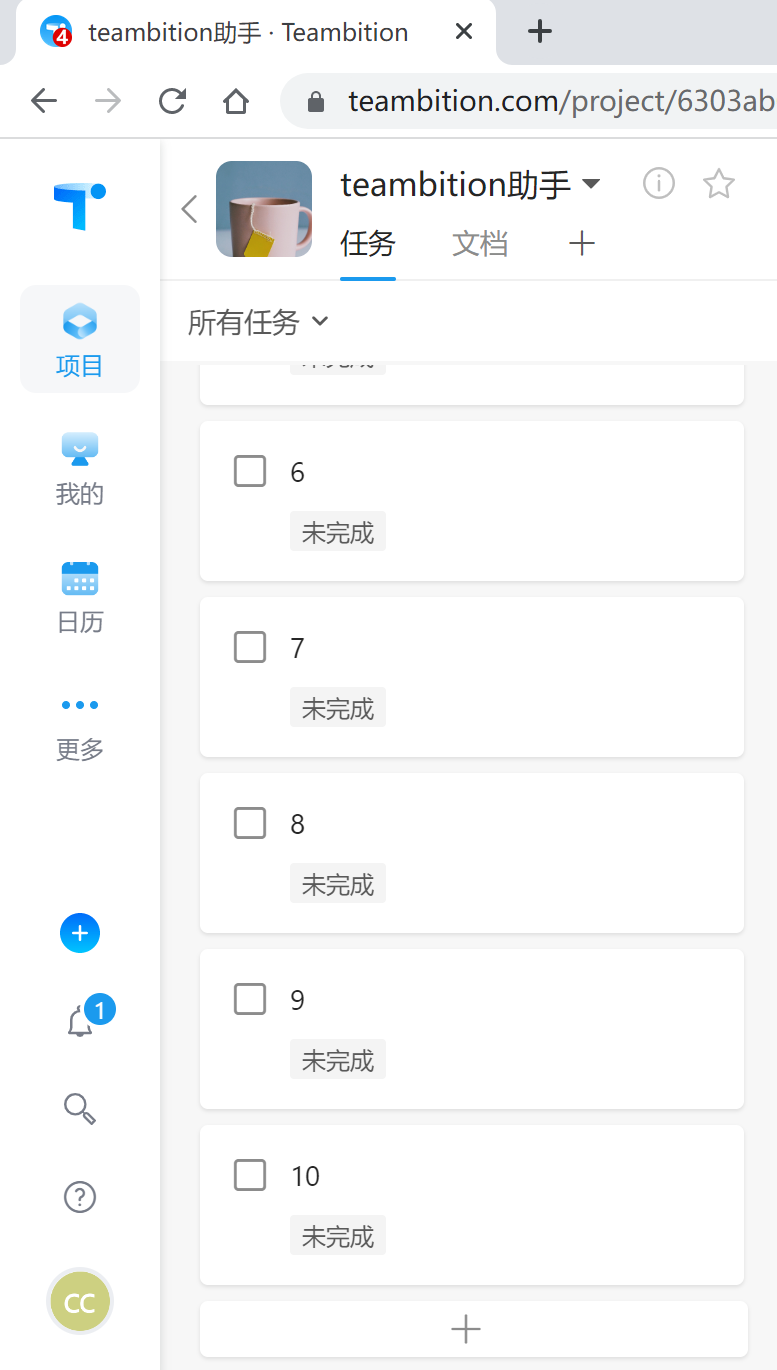 4
teambition助手 · Teambition
teambition.com/project/6303ab
teambition助手
任务
文档
所有任务
项目
我的
日历
更多
1
CC
未完成
6
未完成
7
未完成
8
未完成
9
未完成
10
未完成